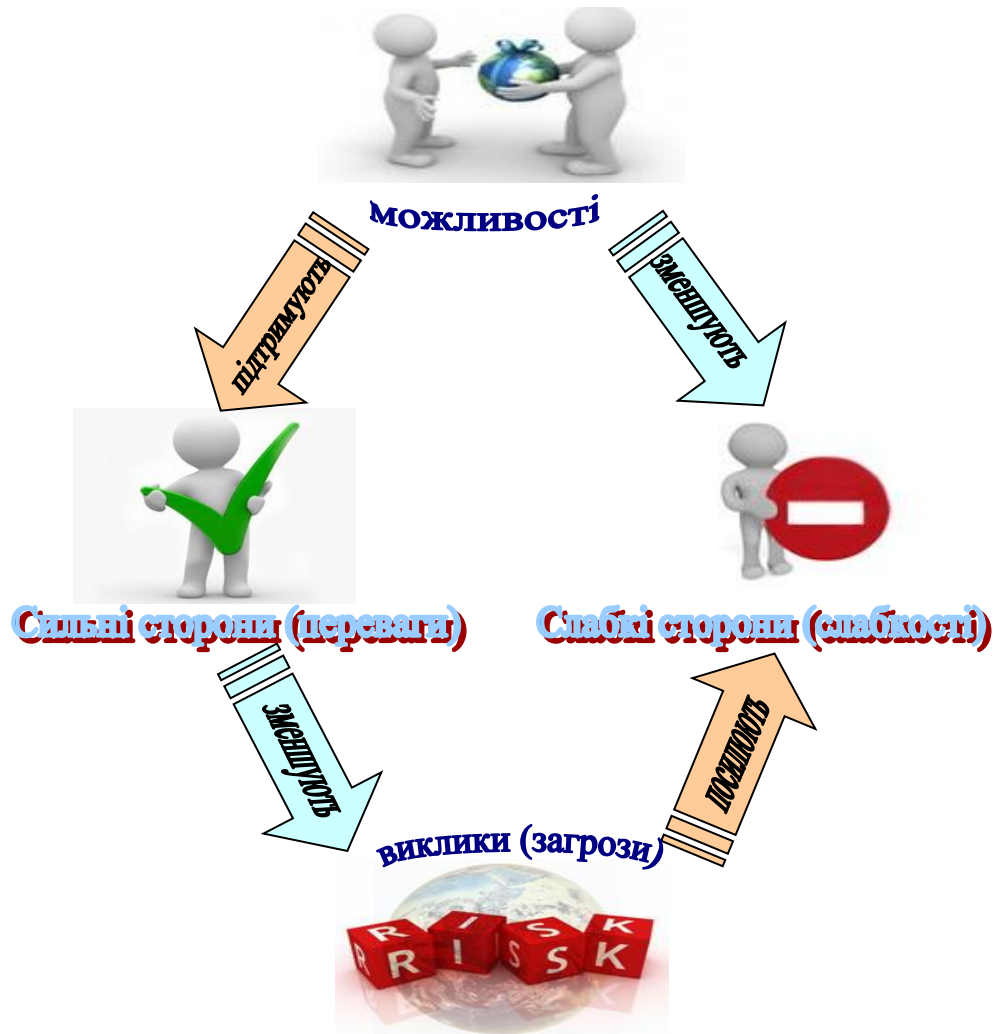 можливості
підтримують
зменшують
Сильні сторони (переваги)
Слабкі сторони (слабкості)
зменшують
посилюють
виклики (загрози)
R I S K
R R I S S K